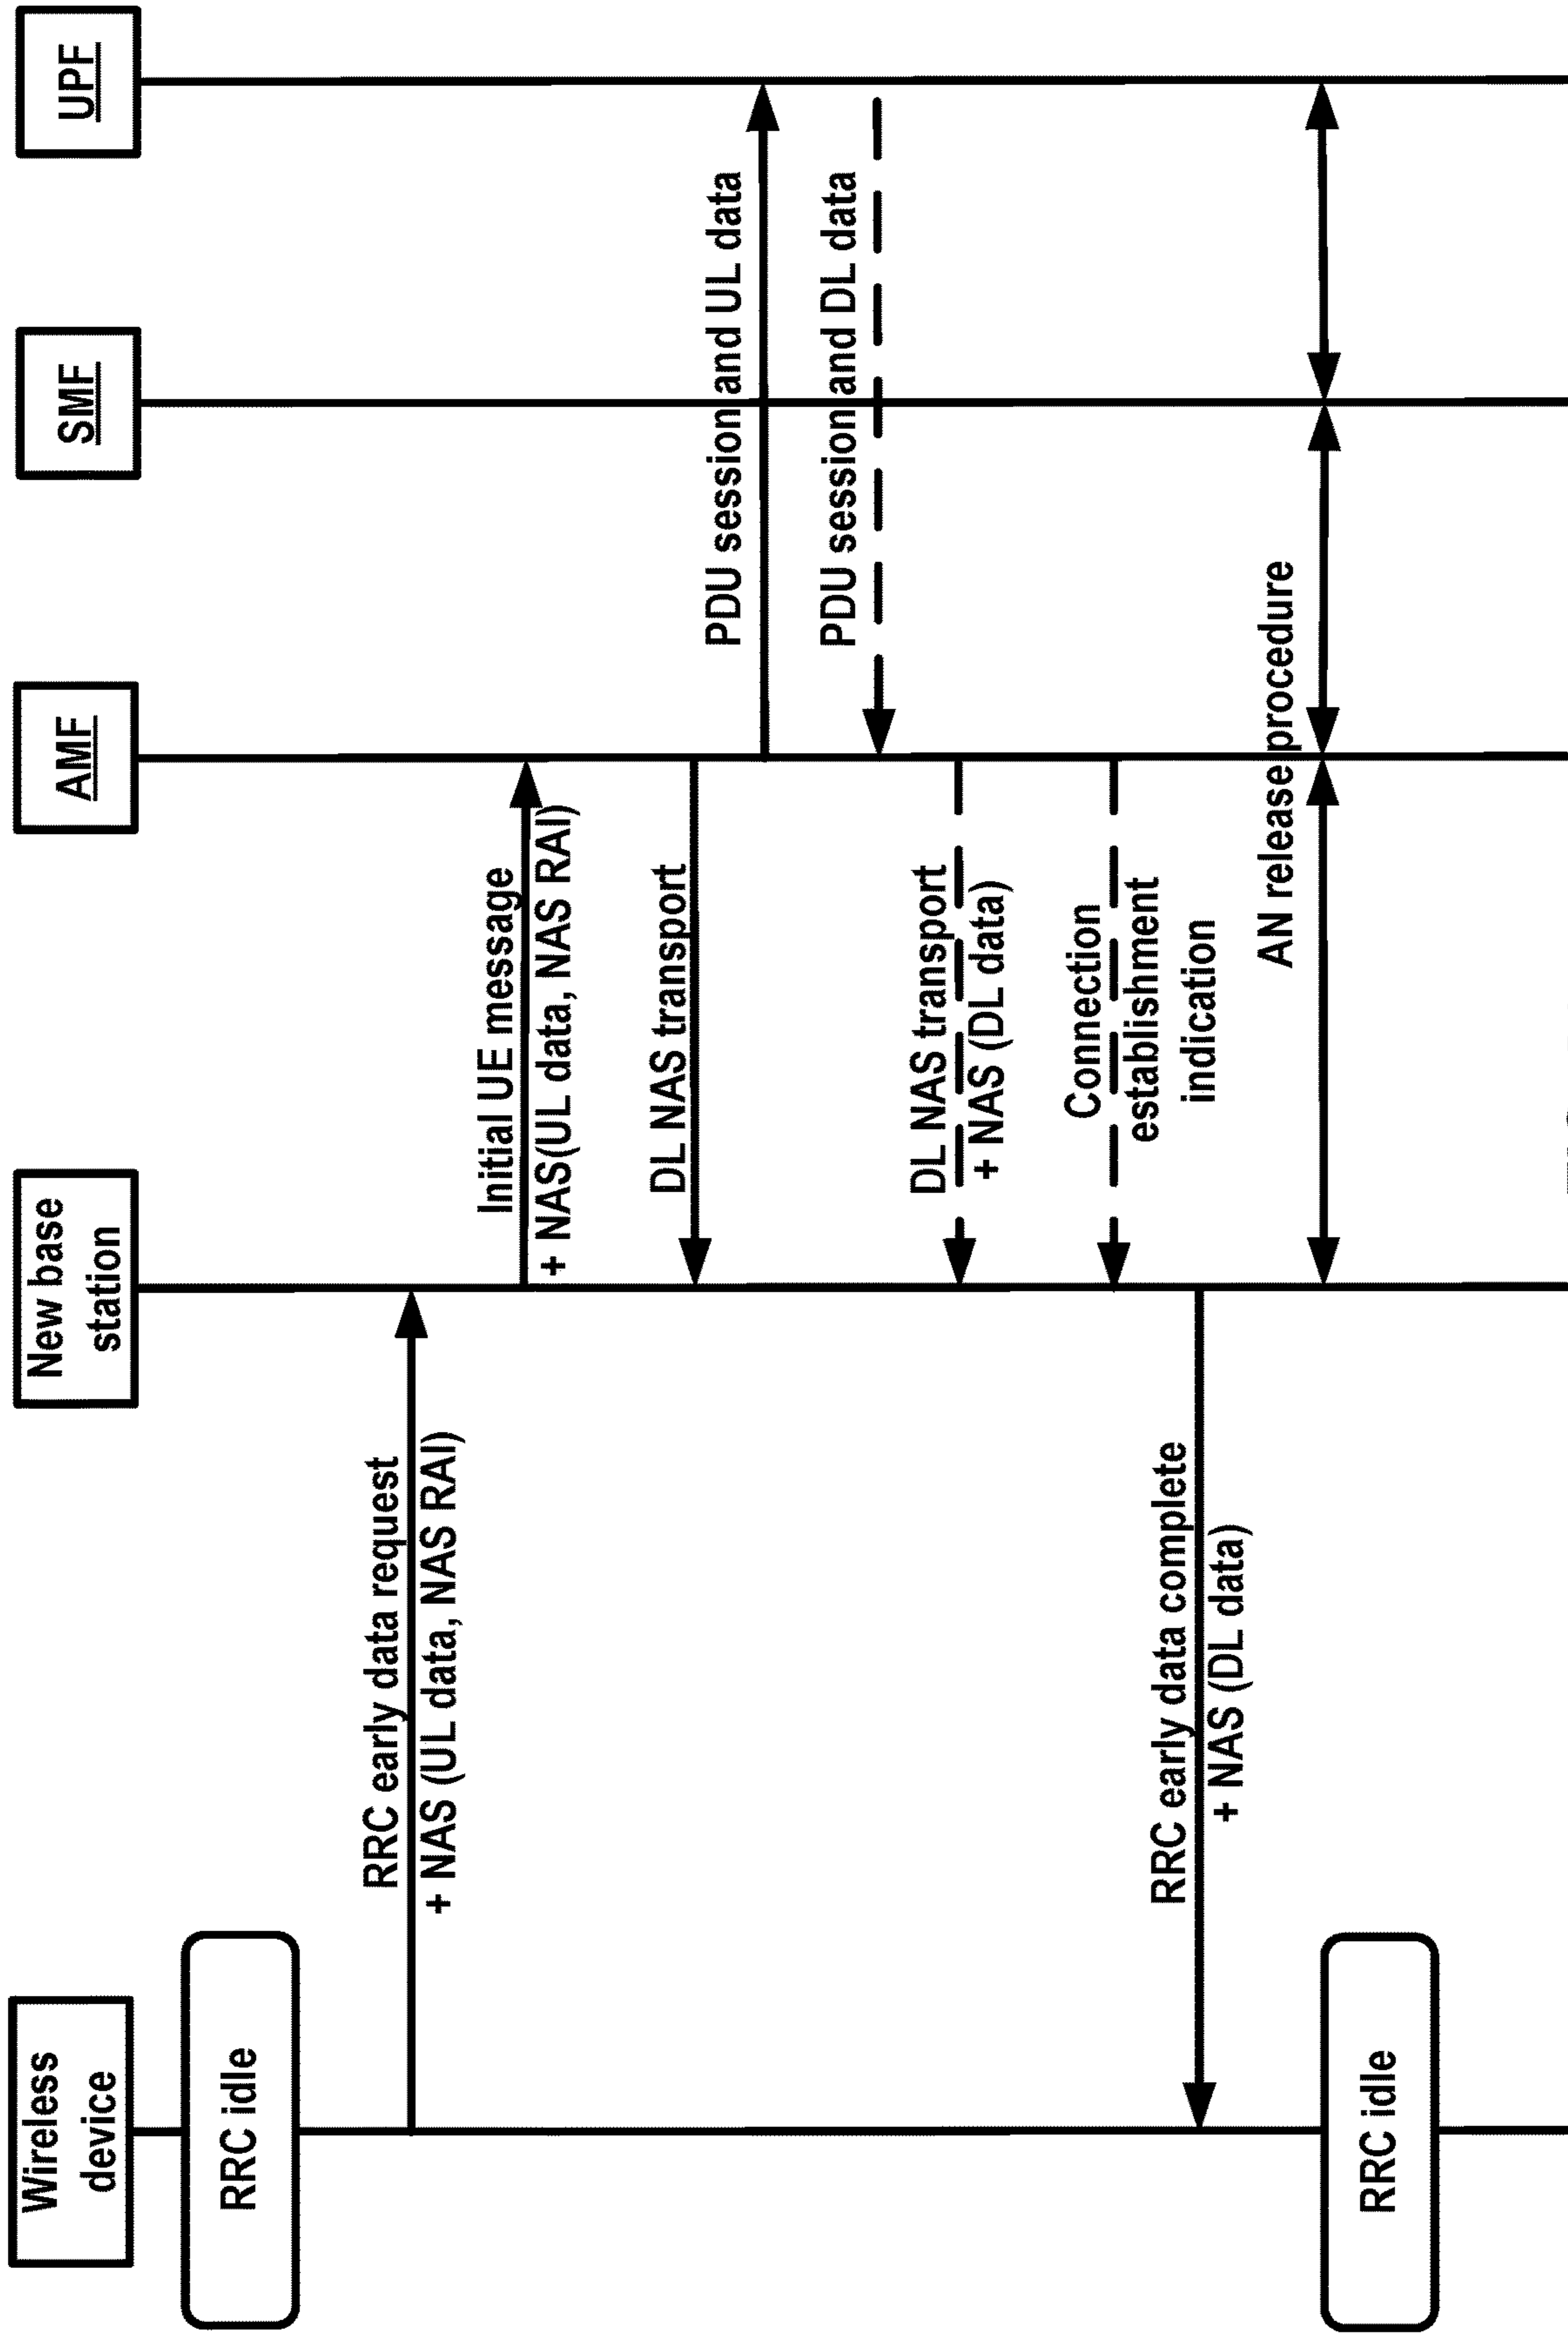 Wireless
device
New base
station
AMF
SMF
UPF
RRC idle
RRC early data request
+ NAS (UL data, NAS RAI)
Initial UE message
+ NAS(UL data, NAS RAI)
DL NAS transport
PDU session and UL data
PDU session and DL data
DL NAS transport
+ NAS (DL data)
Connection
establishment
indication
RRC early data complete
+ NAS (DL data)
AN release procedure
RRC idle